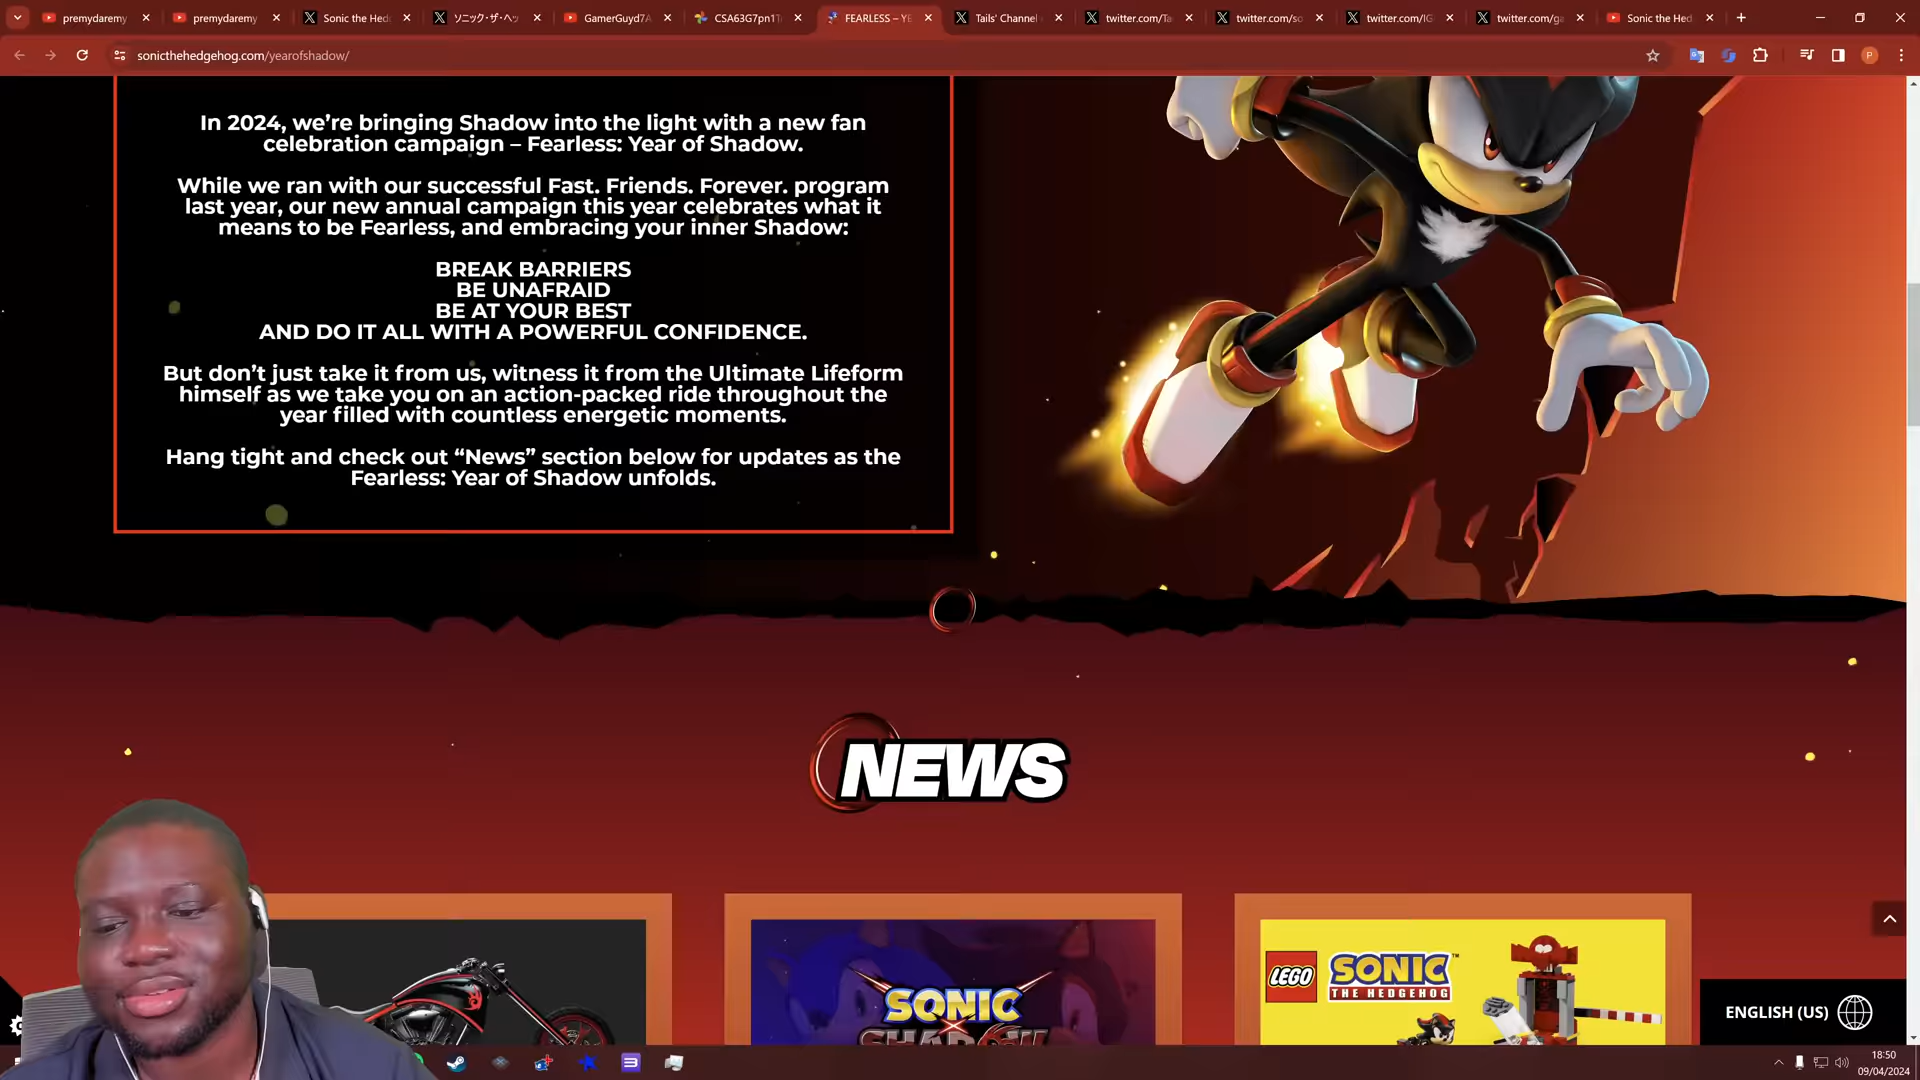 premydaremy
premydaremy
Sonic the Hed
ソニック・ザ・ヘッ
GamerGuyd7A
CSA63G7pn1T
FEARLESS – YE
Tails' Channel
twitter.com/Ta
twitter.com/so
twitter.com/IG
twitter.com/ga
Sonic the Hed
sonicthehedgehog.com/yearofshadow/
P
In 2024, we’re bringing Shadow into the light with a new fan
celebration campaign – Fearless: Year of Shadow.
While we ran with our successful Fast. Friends. Forever. program
last year, our new annual campaign this year celebrates what it
means to be Fearless, and embracing your inner Shadow:
BREAK BARRIERS
BE UNAFRAID
BE AT YOUR BEST
AND DO IT ALL WITH A POWERFUL CONFIDENCE.
But don’t just take it from us, witness it from the Ultimate Lifeform
himself as we take you on an action-packed ride throughout the
year filled with countless energetic moments.
Hang tight and check out “News” section below for updates as the
Fearless: Year of Shadow unfolds.
NEWS
SONIC
SHADOW
LEGO
SONIC
THE HEDGEHOG
TM
ENGLISH (US)
18:50
09/04/2024